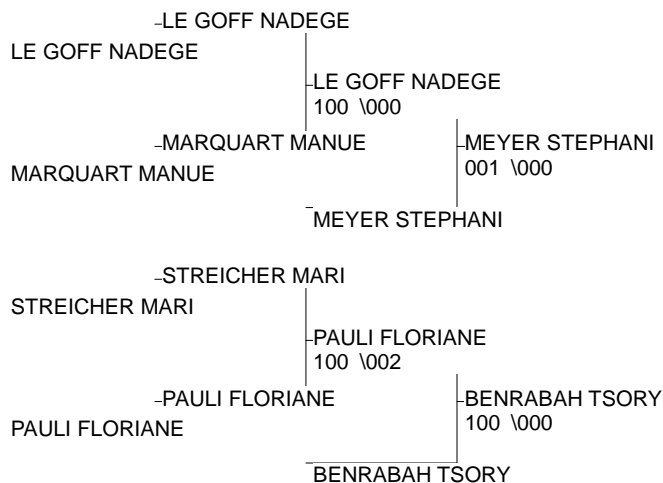 LE GOFF NADEGE
LE GOFF NADEGE
LE GOFF NADEGE
100 \000
MARQUART MANUE
MEYER STEPHANI
MARQUART MANUE
001 \000
MEYER STEPHANI
STREICHER MARI
STREICHER MARI
PAULI FLORIANE
100 \002
PAULI FLORIANE
BENRABAH TSORY
PAULI FLORIANE
100 \000
BENRABAH TSORY